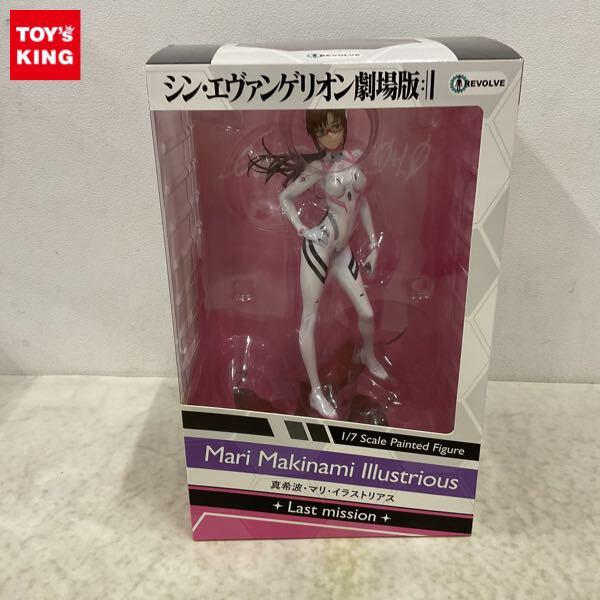 TOY'S
KING
シン・エヴァンゲリオン劇場版:||
REVOLVE
1/7 Scale Painted Figure
Mari Makinami Illustrious
真希波・マリ・イラストリアス
Last mission